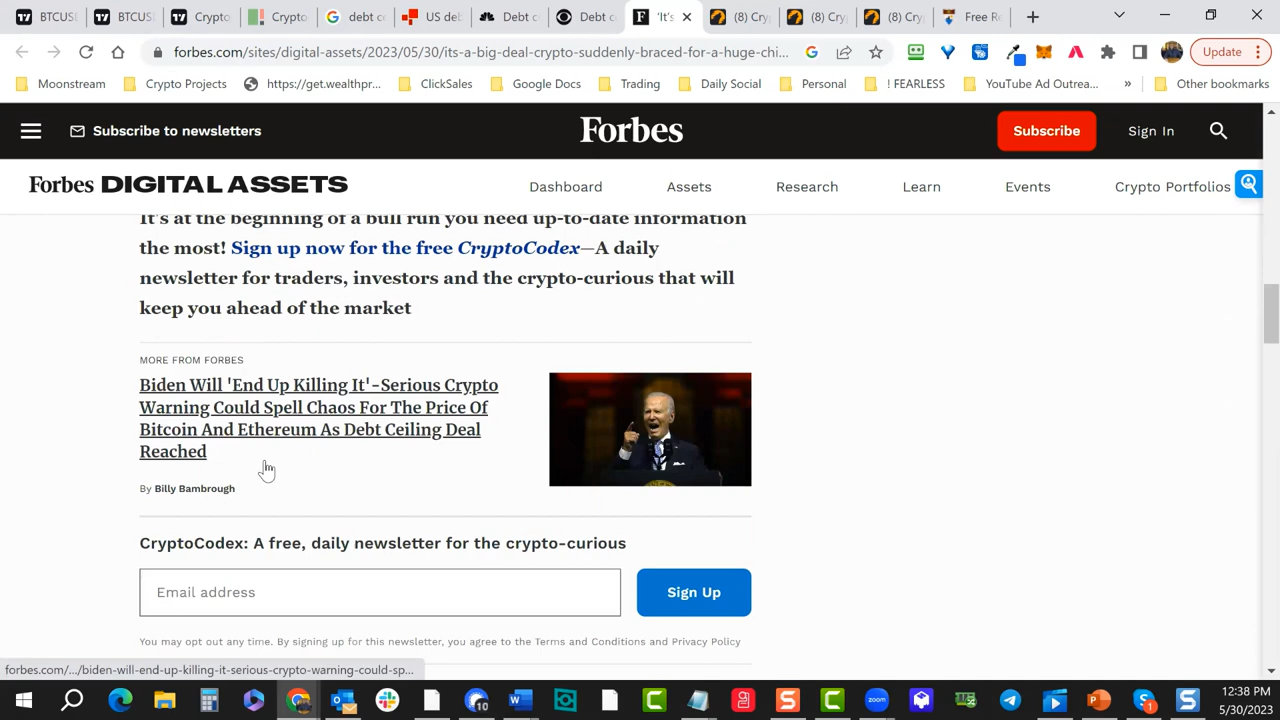 BTCUS
BTCUS
Crypto
Crypto
debt c
US deb
Debt c
Debt c
'It's
(8) Cry
(8) Cry
(8) Cry
Free Re
forbes.com/sites/digital-assets/2023/05/30/its-a-big-deal-crypto-suddenly-braced-for-a-huge-chi...
Update
Moonstream
Crypto Projects
https://get.wealthpr...
ClickSales
Google Docs
Trading
Daily Social
Personal
! FEARLESS
YouTube Ad Outrea...
»
Other bookmarks
Subscribe to newsletters
Forbes
Subscribe
Sign In
Forbes DIGITAL ASSETS
Dashboard
Assets
Research
Learn
Events
Crypto Portfolios
It's at the beginning of a bull run you need up-to-date information
the most! Sign up now for the free CryptoCodex—A daily
newsletter for traders, investors and the crypto-curious that will
keep you ahead of the market
MORE FROM FORBES
Biden Will 'End Up Killing It'-Serious Crypto
Warning Could Spell Chaos For The Price Of
Bitcoin And Ethereum As Debt Ceiling Deal
Reached
By Billy Bambrough
CryptoCodex: A free, daily newsletter for the crypto-curious
Email address
Sign Up
You may opt out any time. By signing up for this newsletter, you agree to the Terms and Conditions and Privacy Policy
forbes.com/.../biden-will-end-up-killing-it-serious-crypto-warning-could-sp...
10
zoom
1
12:38 PM
5/30/2023